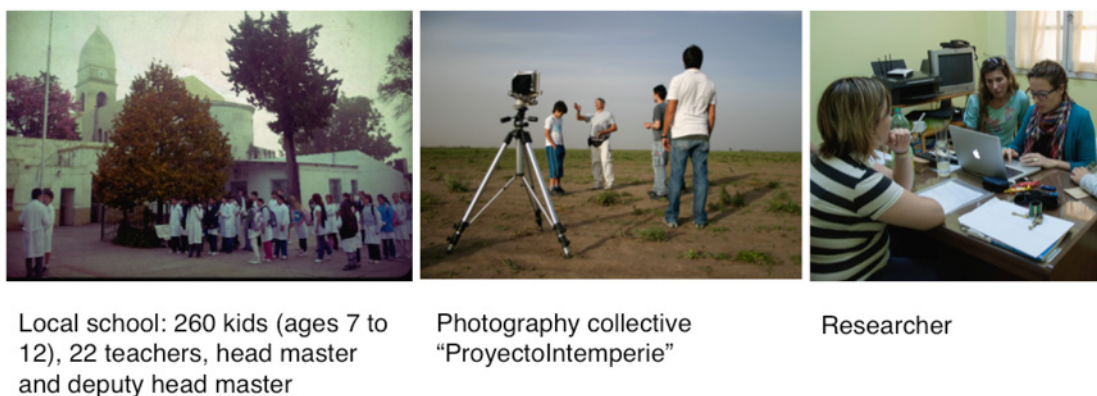 Local school: 260 kids (ages 7 to
12), 22 teachers, head master
and deputy head master
Photography collective
“ProyectoIntemperie”
Researcher